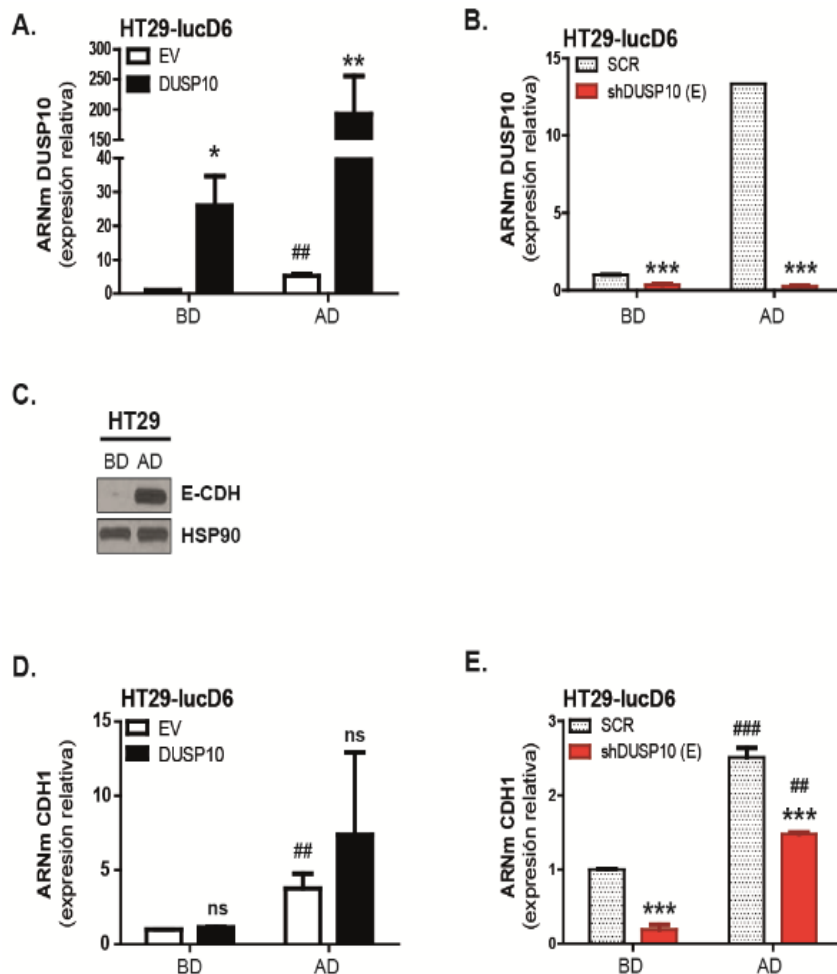 A.
HT29-lucD6
EV
DUSP10
ARNm DUSP10
(expresión relativa)
300
250
200
150
100
50
40
30
20
10
0
*
##
**
BD
AD
B.
HT29-lucD6
SCR
shDUSP10 (E)
ARNm DUSP10
(expresión relativa)
15
10
5
0
***
***
BD
AD
C.
HT29
BD AD
E-CDH
HSP90
D.
HT29-lucD6
EV
DUSP10
ARNm CDH1
(expresión relativa)
15
10
5
0
ns
##
ns
BD
AD
E.
HT29-lucD6
SCR
shDUSP10 (E)
ARNm CDH1
(expresión relativa)
3
2
1
0
***
###
##
***
BD
AD